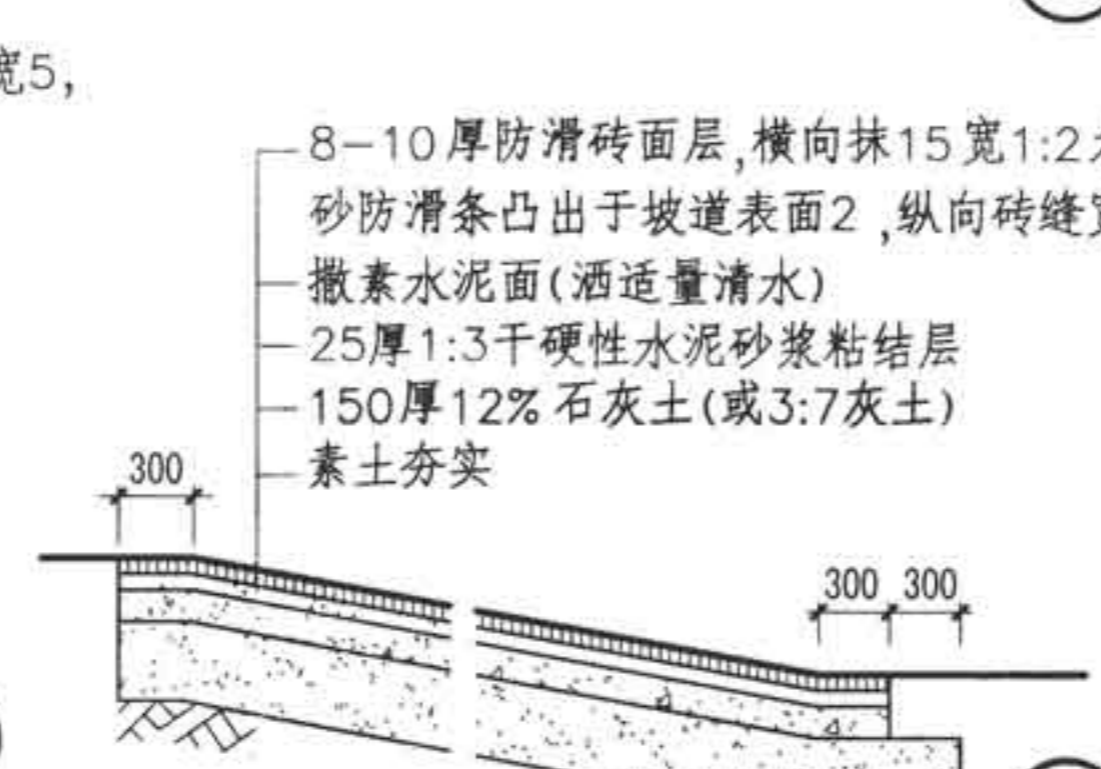 宽5,
8-10厚防滑砖面层,横向抹15宽1:2
砂防滑条凸出于坡道表面2,纵向砖缝宽
撒素水泥面(洒适量清水)
25厚1:3干硬性水泥砂浆粘结层
150厚12%石灰土(或3:7灰土)
素土夯实
300
300 300